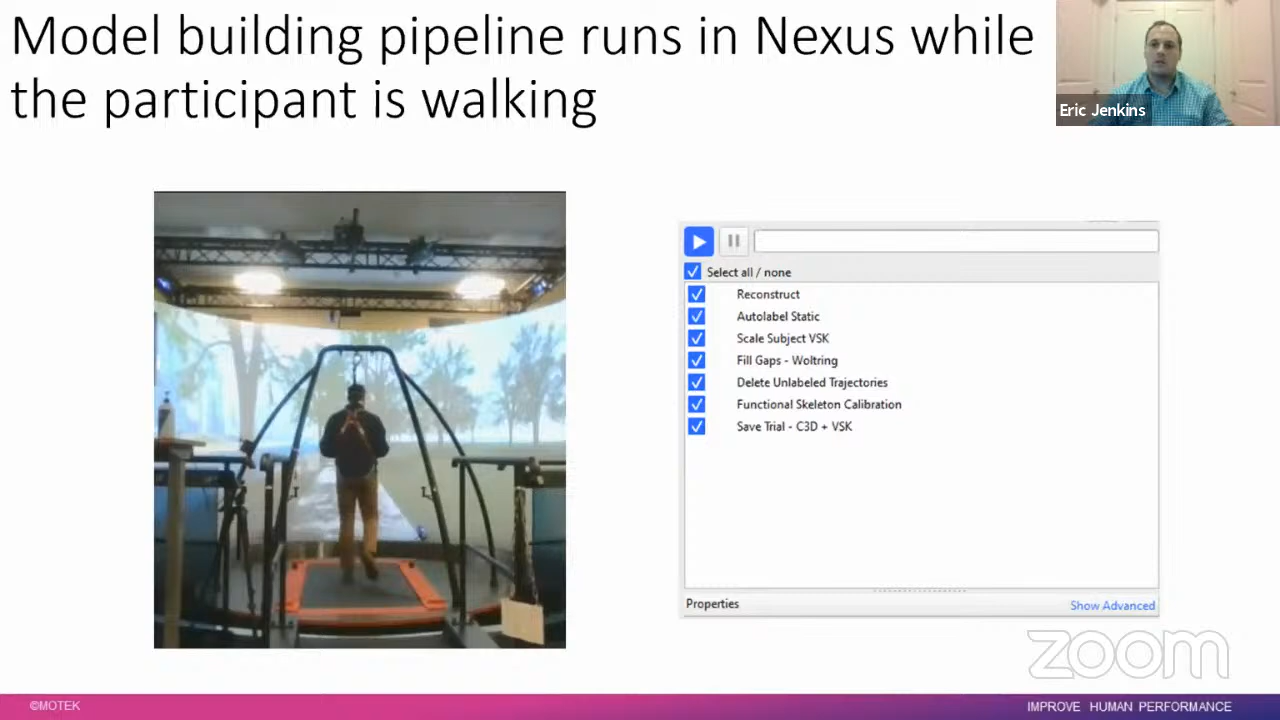 Model building pipeline runs in Nexus while
the participant is walking
Eric Jenkins
Select all / none
Reconstruct
Autolabel Static
Scale Subject VSK
Fill Gaps - Woltring
Delete Unlabeled Trajectories
Functional Skeleton Calibration
Save Trial - C3D + VSK
Properties
Show Advanced
zoom
©MOTEK
IMPROVE HUMAN PERFORMANCE